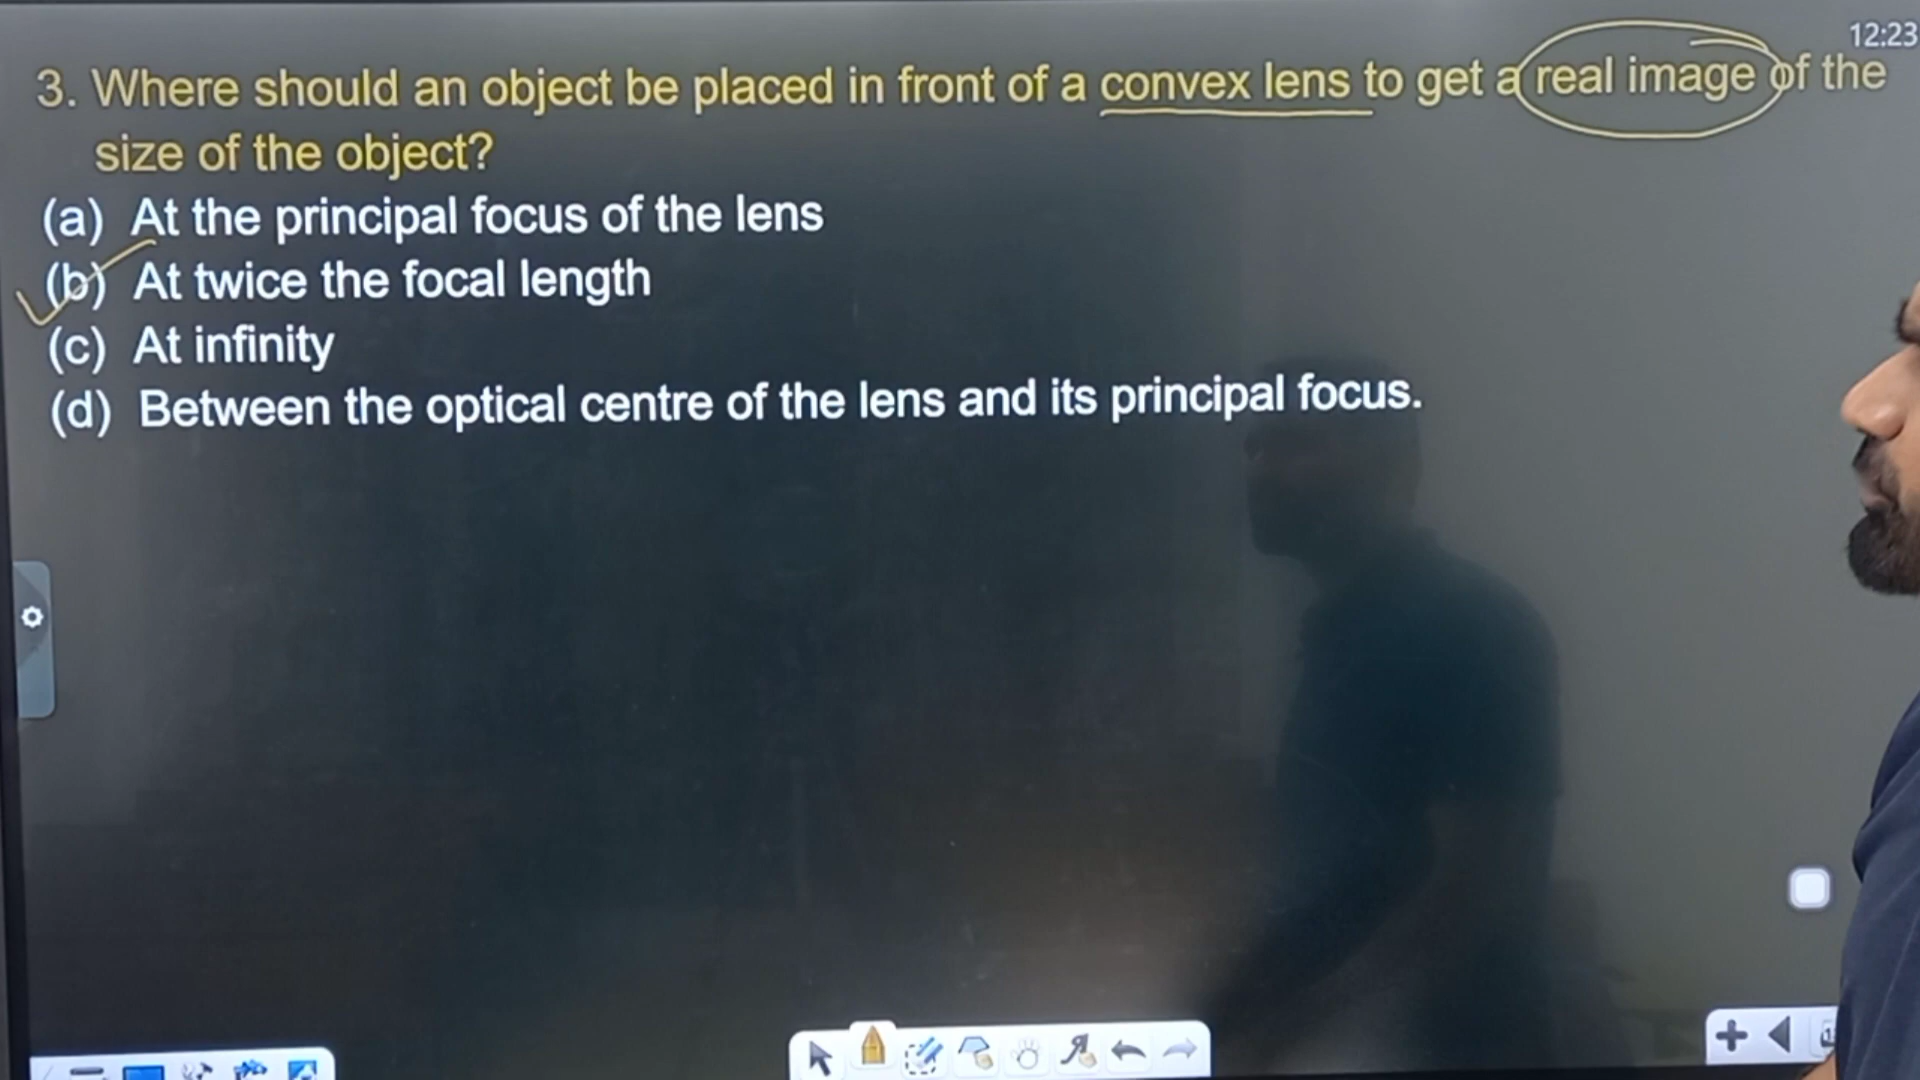 12:23
3. Where should an object be placed in front of a convex lens to get a real image of the
size of the object?
(a) At the principal focus of the lens
(b) At twice the focal length
(c) At infinity
(d) Between the optical centre of the lens and its principal focus.